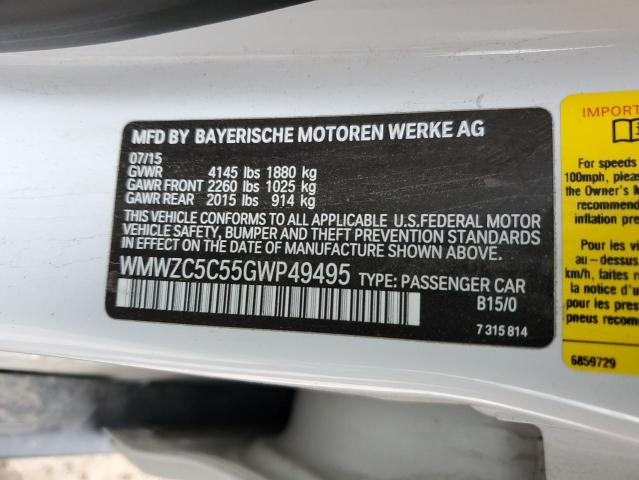 MFD BY BAYERISCHE MOTOREN WERKE AG
07/15
GVWR 4145 lbs 1880 kg
GAWR FRONT 2260 lbs 1025 kg
GAWR REAR 2015 lbs 914 kg
THIS VEHICLE CONFORMS TO ALL APPLICABLE U.S.FEDERAL MOTOR
VEHICLE SAFETY, BUMPER AND THEFT PREVENTION STANDARDS
IN EFFECT ON THE DATE OF MANUFACTURE SHOWN ABOVE.
WMWZC5C55GWP49495 TYPE: PASSENGER CAR
B15/0
7 315 814
IMPORT
For speeds
100mph, please
the Owner's
recommend
inflation pre
Pour les
au-dessus
km/h, faites
la notice
pour les pres
pneus recomm
6859729